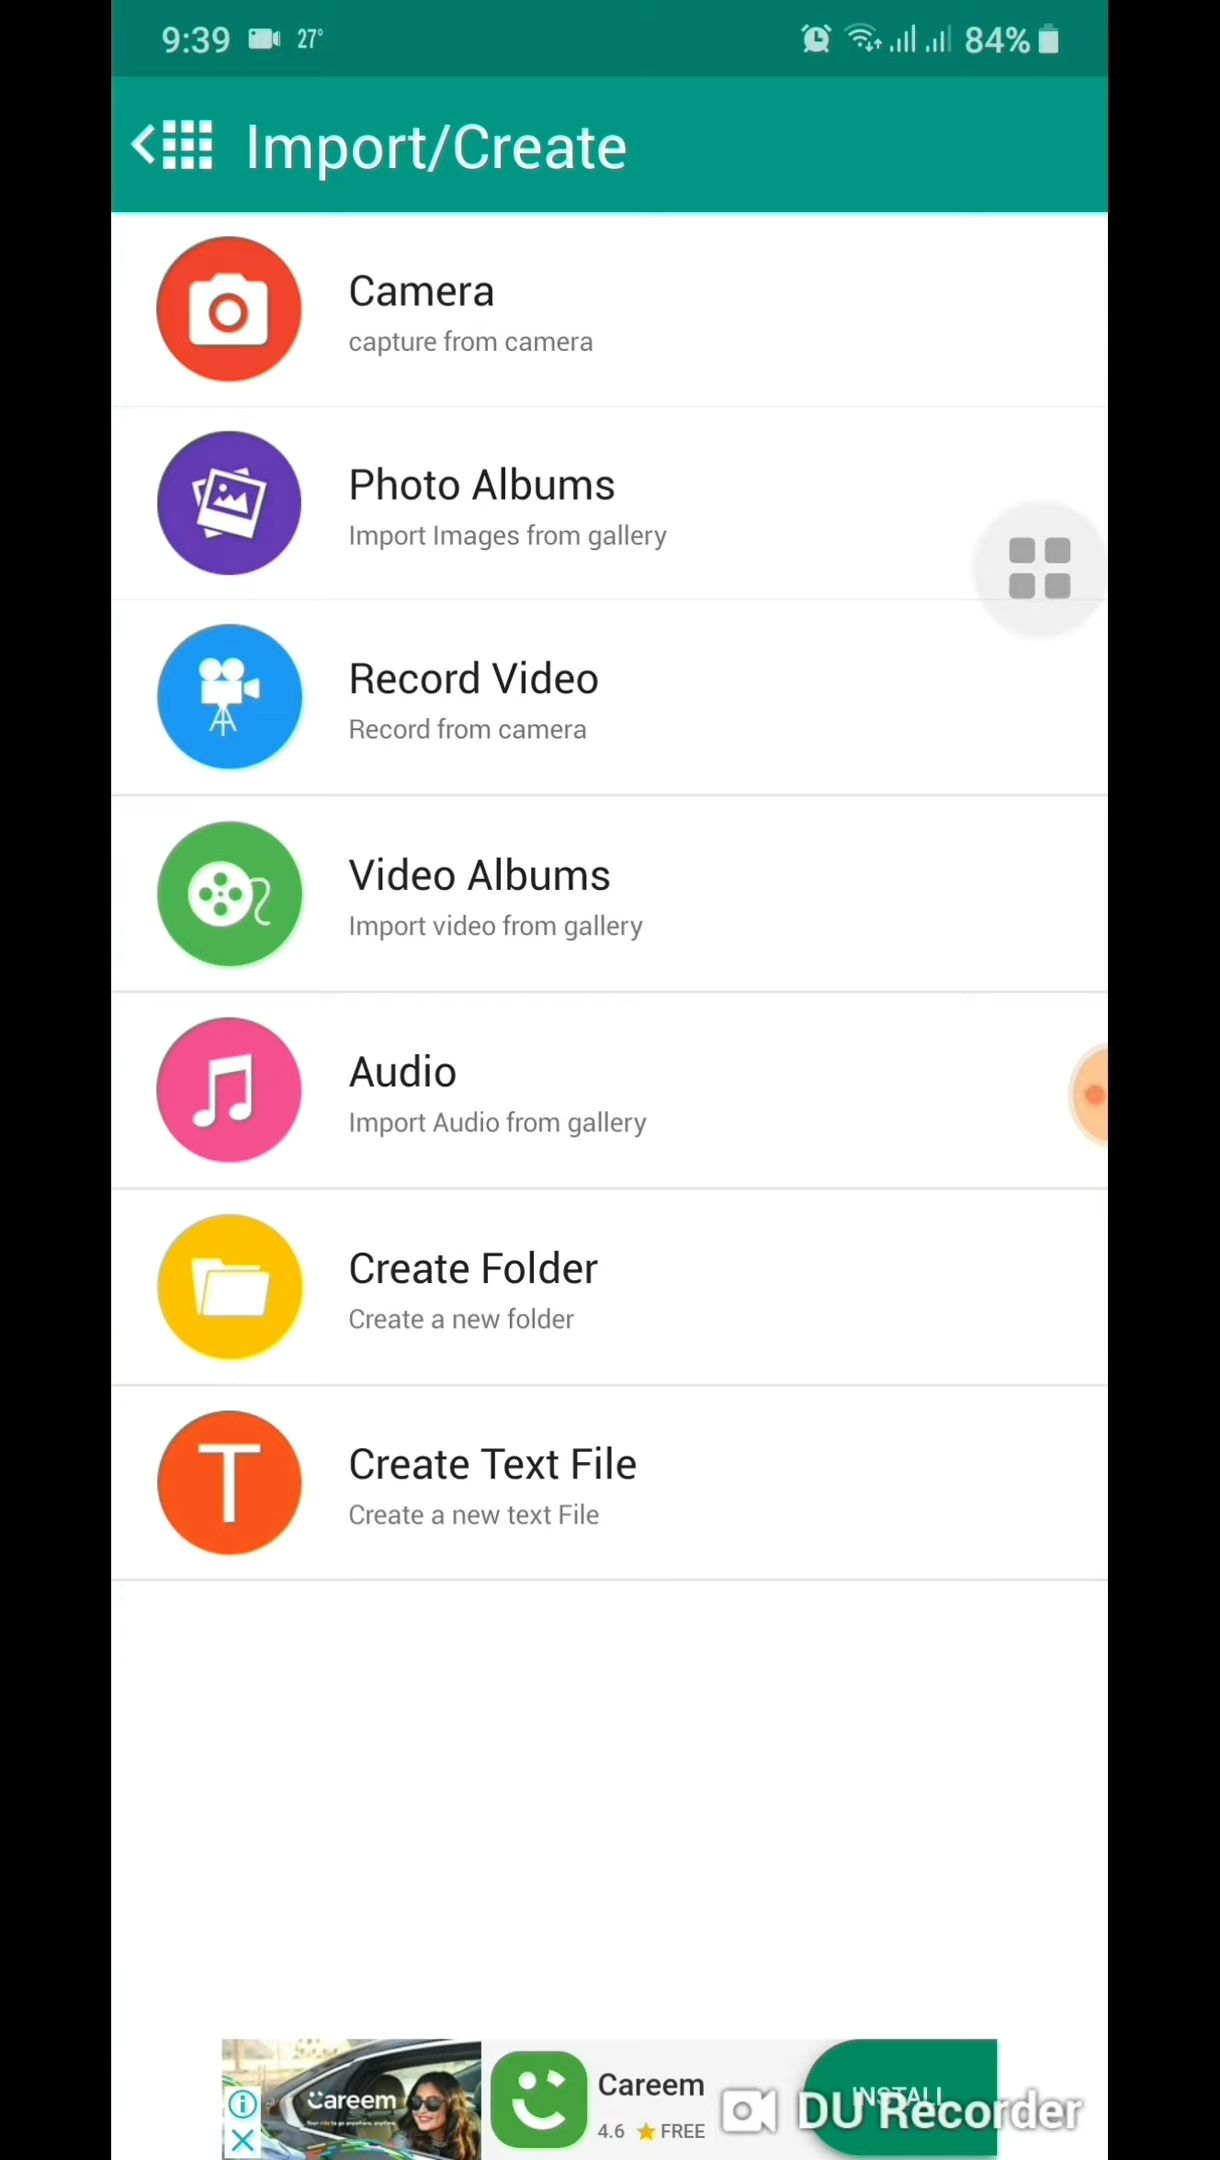 9:39 27° 84%
Import/Create
Camera
capture from camera
Photo Albums
Import Images from gallery
Record Video
Record from camera
Video Albums
Import video from gallery
Audio
Import Audio from gallery
Create Folder
Create a new folder
T
Create Text File
Create a new text File
Careem
Careem
4.6 ★ FREE
INSTALL
DU Recorder